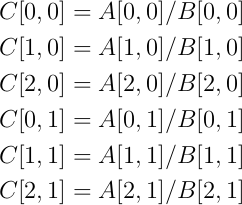 C[0, 0] = A[0, 0]/B[0, 0]
C[1, 0] = A[1, 0]/B[1, 0]
C[2, 0] = A[2, 0]/B[2, 0]
C[0, 1] = A[0, 1]/B[0, 1]
C[1, 1] = A[1, 1]/B[1, 1]
C[2, 1] = A[2, 1]/B[2, 1]